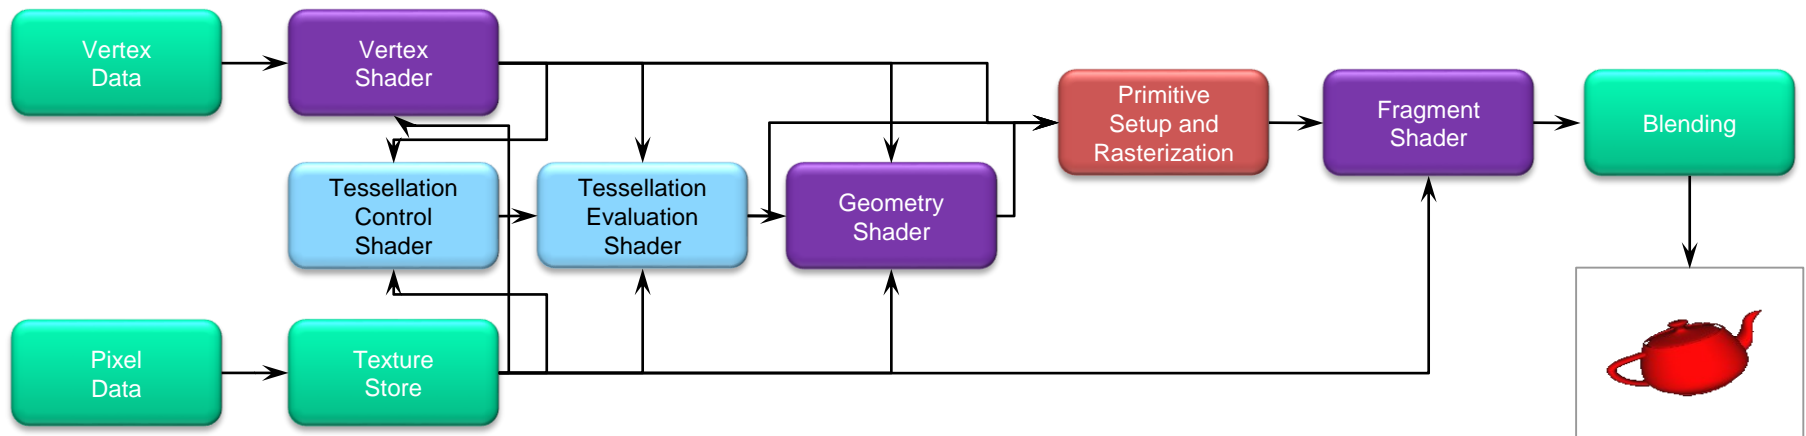 Vertex
Data
Vertex
Shader
Primitive
Setup and
Rasterization
Fragment
Shader
Blending
Tessellation
Control
Shader
Tessellation
Evaluation
Shader
Geometry
Shader
Pixel
Data
Texture
Store